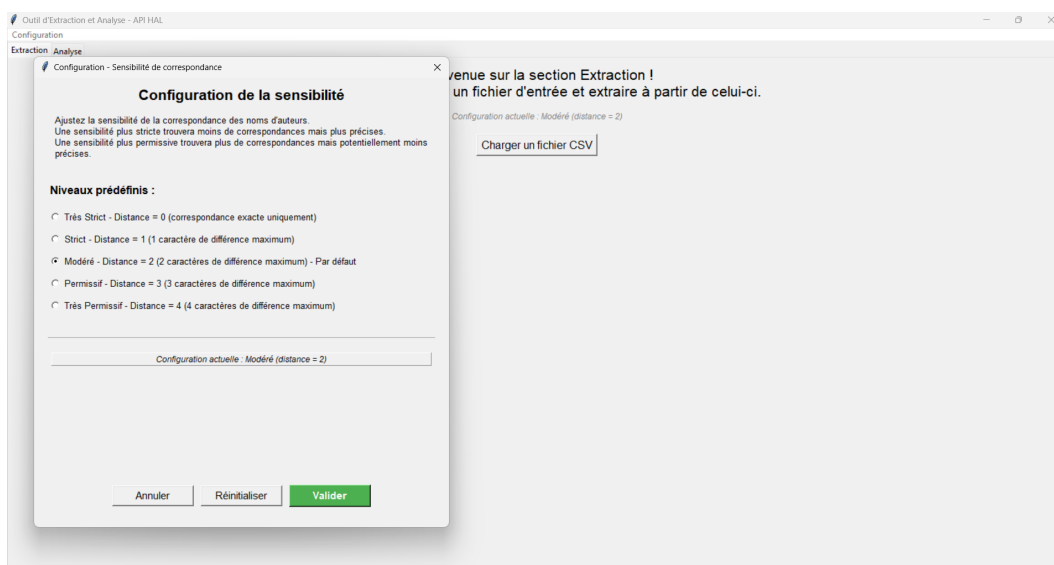 Outil d'Extraction et Analyse - API HAL
Configuration
Extraction Analyse
Configuration - Sensibilité de correspondance
Configuration de la sensibilité
Ajustez la sensibilité de la correspondance des noms d'auteurs.
Une sensibilité plus stricte trouvera moins de correspondances mais plus précises.
Une sensibilité plus permissive trouvera plus de correspondances mais potentiellement moins
précises.
Niveaux prédéfinis :
Très Strict - Distance = 0 (correspondance exacte uniquement)
Strict - Distance = 1 (1 caractère de différence maximum)
Modéré - Distance = 2 (2 caractères de différence maximum) - Par défaut
Permissif - Distance = 3 (3 caractères de différence maximum)
Très Permissif - Distance = 4 (4 caractères de différence maximum)
Configuration actuelle : Modéré (distance = 2)
Annuler Réinitialiser Valider
venue sur la section Extraction !
un fichier d'entrée et extraire à partir de celui-ci.
Configuration actuelle : Modéré (distance = 2)
Charger un fichier CSV